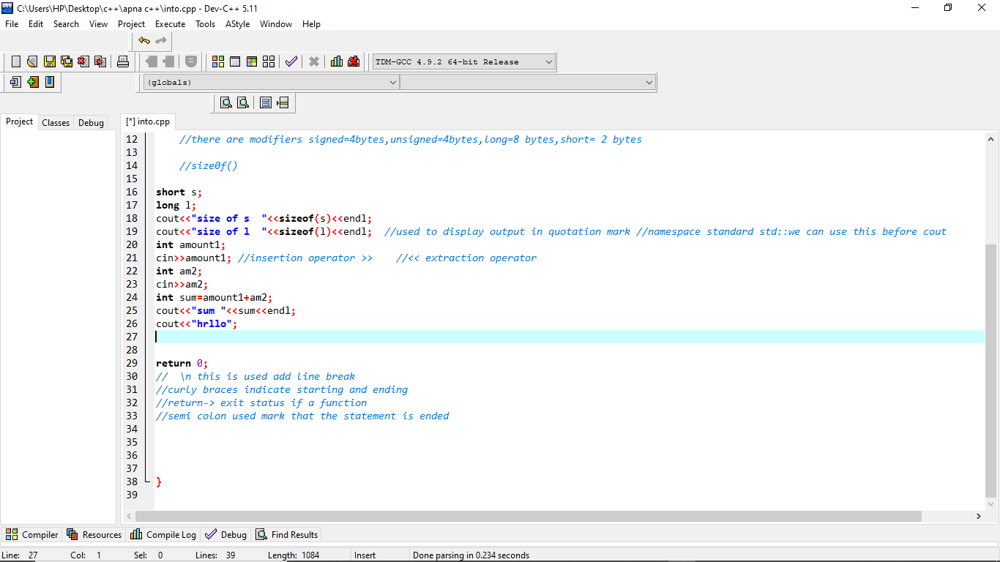 C:\Users\HP\Desktop\c++\apna c++\into.cpp - Dev-C++ 5.11
File Edit Search View Project Execute Tools AStyle Window Help
TDM-GCC 4.9.2 64-bit Release
(globals)
Project Classes Debug
[*] into.cpp
12 //there are modifiers signed=4bytes,unsigned=4bytes,long=8 bytes,short= 2 bytes
13
14 //size0f()
15
16 short s;
17 long l;
18 cout<<"size of s  "<<sizeof(s)<<endl;
19 cout<<"size of l  "<<sizeof(l)<<endl;  //used to display output in quotation mark //namespace standard std::we can use this before cout
20 int amount1;
21 cin>>amount1; //insertion operator >>    //<< extraction operator
22 int am2;
23 cin>>am2;
24 int sum=amount1+am2;
25 cout<<"sum "<<sum<<endl;
26 cout<<"hrllo";
27
28
29 return 0;
30 //  \n this is used add line break
31 //curly braces indicate starting and ending
32 //return-> exit status if a function
33 //semi colon used mark that the statement is ended
34
35
36
37
38 }
39
Compiler Resources Compile Log Debug Find Results
Line: 27 Col: 1 Sel: 0 Lines: 39 Length: 1084 Insert Done parsing in 0.234 seconds